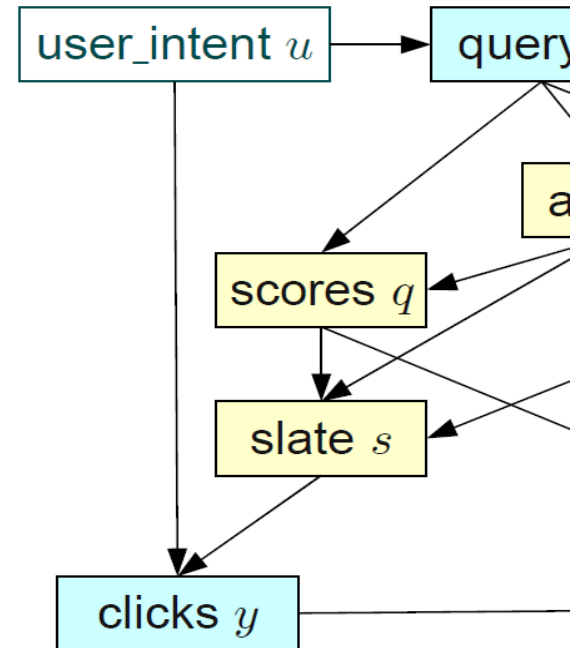 user_intent u
query
a
scores q
slate s
clicks y